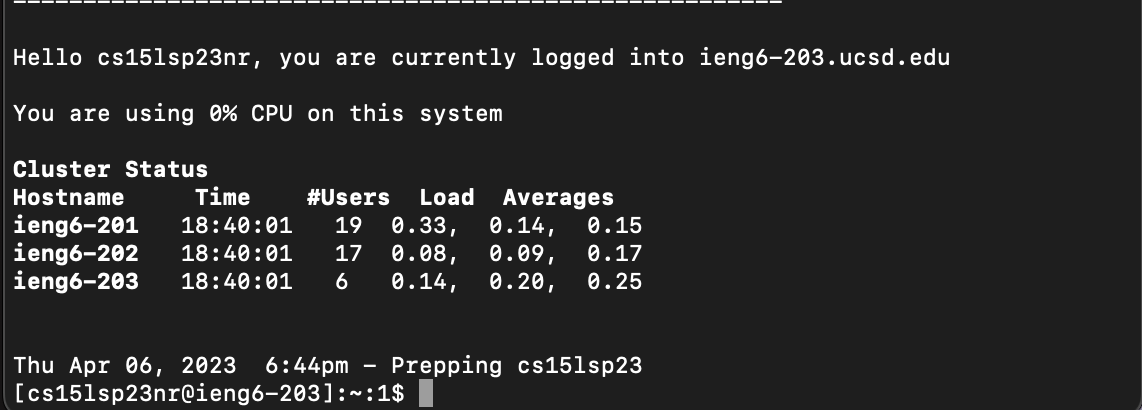 Hello cs15lsp23nr, you are currently logged into ieng6-203.ucsd.edu
You are using 0% CPU on this system
Cluster Status
Hostname     Time    #Users  Load  Averages
ieng6-201   18:40:01   19  0.33,  0.14,  0.15
ieng6-202   18:40:01   17  0.08,  0.09,  0.17
ieng6-203   18:40:01   6   0.14,  0.20,  0.25
Thu Apr 06, 2023  6:44pm - Prepping cs15lsp23
[cs15lsp23nr@ieng6-203]:~:1$